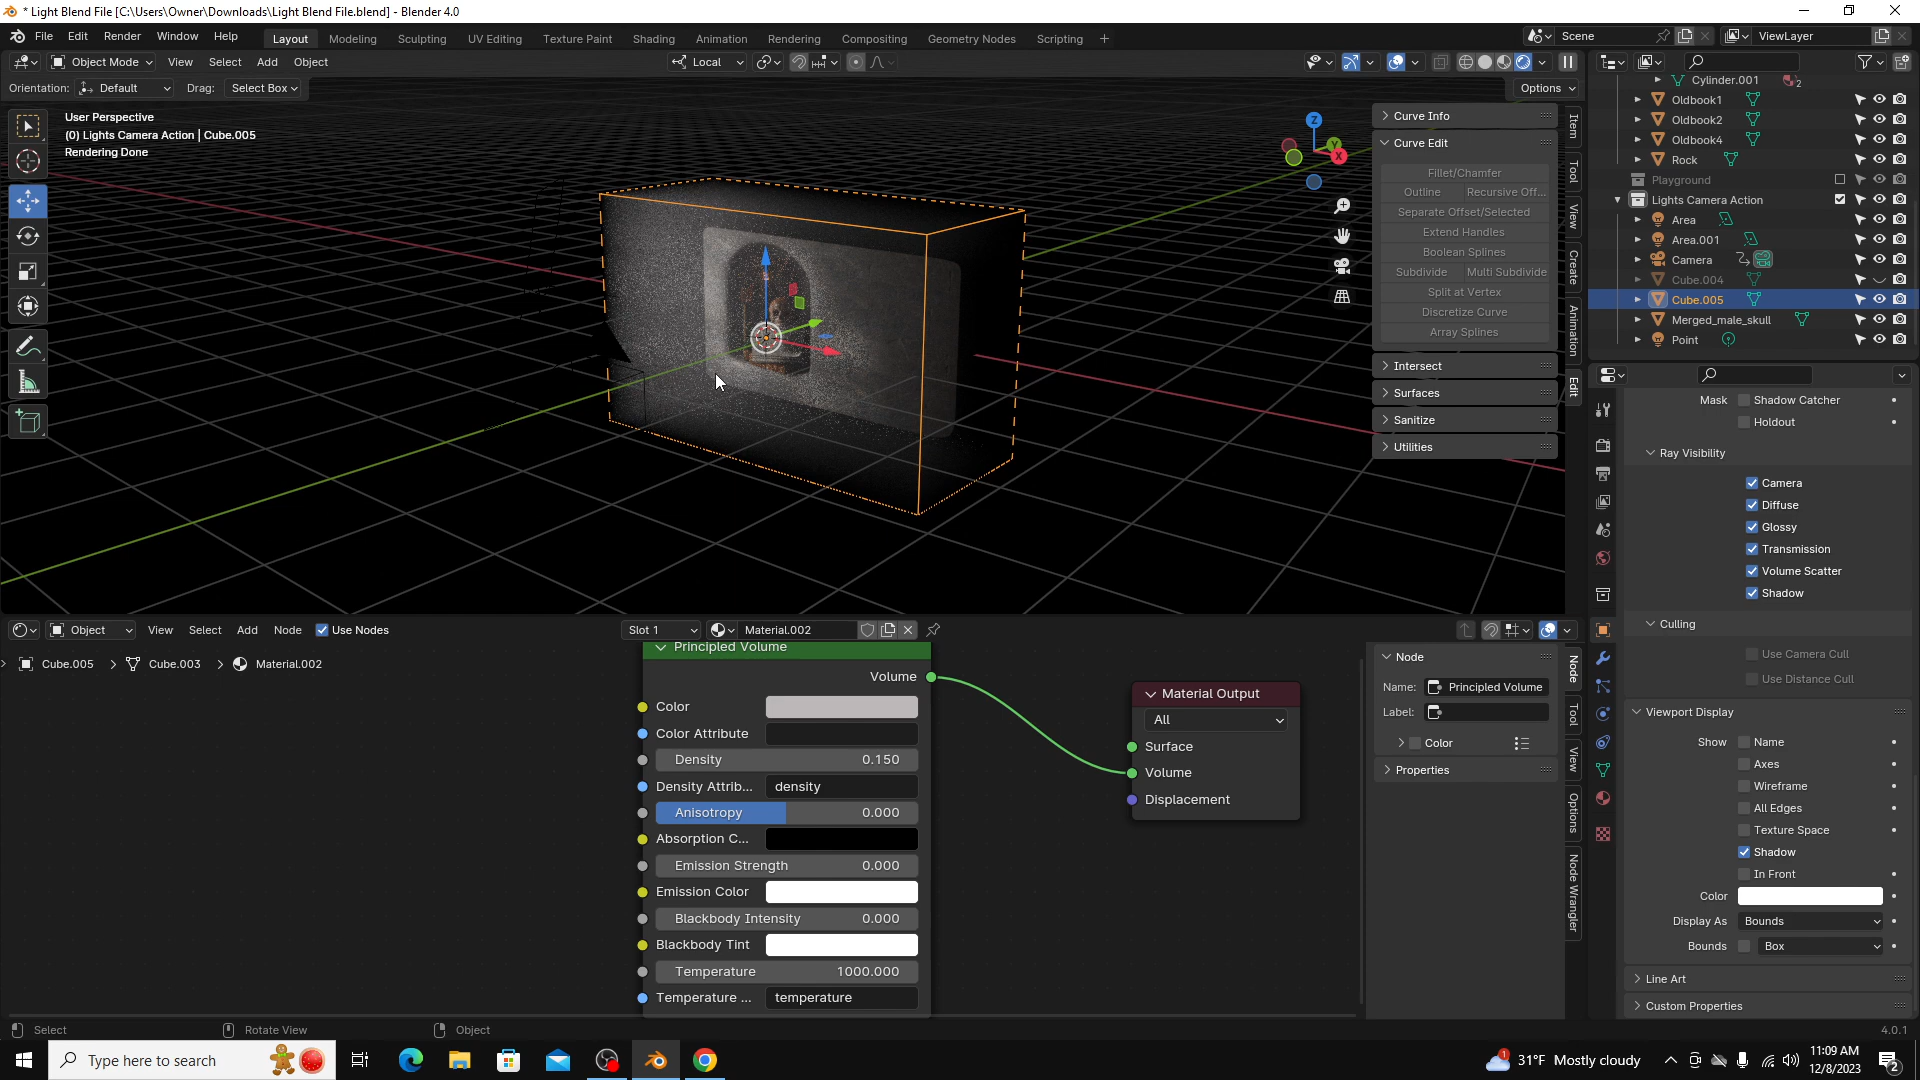 * Light Blend File [C:\Users\Owner\Downloads\Light Blend File.blend] - Blender 4.0
File Edit Render Window Help Layout Modeling Sculpting UV Editing Texture Paint Shading Animation Rendering Compositing Geometry Nodes Scripting + Scene ViewLayer
Object Mode View Select Add Object Local
Orientation: Default Drag: Select Box Options
User Perspective
(0) Lights Camera Action | Cube.005
Rendering Done
Z
Y
X
Curve Info
Curve Edit
Fillet/Chamfer
Outline Recursive Off...
Separate Offset/Selected
Extend Handles
Boolean Splines
Subdivide Multi Subdivide
Split at Vertex
Discretize Curve
Array Splines
Intersect
Surfaces
Sanitize
Utilities
Item
Tool
View
Create
Animation
Edit
Cylinder.001 2
Oldbook1
Oldbook2
Oldbook4
Rock
Playground
Lights Camera Action
Area
Area.001
Camera
Cube.004
Cube.005
Merged_male_skull
Point
Mask Shadow Catcher
Holdout
Ray Visibility
Camera
Diffuse
Glossy
Transmission
Volume Scatter
Shadow
Culling
Use Camera Cull
Use Distance Cull
Viewport Display
Show Name
Axes
Wireframe
All Edges
Texture Space
Shadow
In Front
Color
Display As Bounds
Bounds Box
Line Art
Custom Properties
Object View Select Add Node Use Nodes Slot 1 Material.002
Cube.005 Cube.003 Material.002
Principled Volume
Volume
Color
Color Attribute
Density 0.150
Density Attrib... density
Anisotropy 0.000
Absorption C...
Emission Strength 0.000
Emission Color
Blackbody Intensity 0.000
Blackbody Tint
Temperature 1000.000
Temperature ... temperature
Material Output
All
Surface
Volume
Displacement
Node
Name: Principled Volume
Label:
Color
Properties
Node
Tool
View
Options
Node Wrangler
Select Rotate View Object 4.0.1
Type here to search 1 31°F Mostly cloudy 11:09 AM
12/8/2023 2